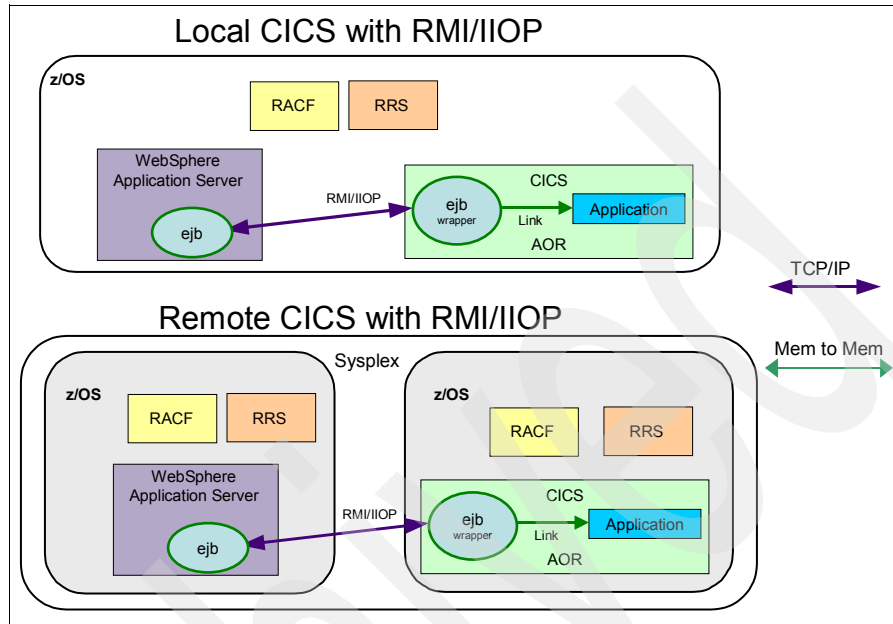 Local CICS with RMI/IIOP
z/OS
RACF
RRS
WebSphere
Application Server
ejb
RMI/IIOP
CICS
ejb
wrapper
Link
Application
AOR
TCP/IP
Mem to Mem
Remote CICS with RMI/IIOP
Sysplex
z/OS
RACF
RRS
WebSphere
Application Server
ejb
RMI/IIOP
z/OS
RACF
RRS
CICS
ejb
wrapper
Link
Application
AOR